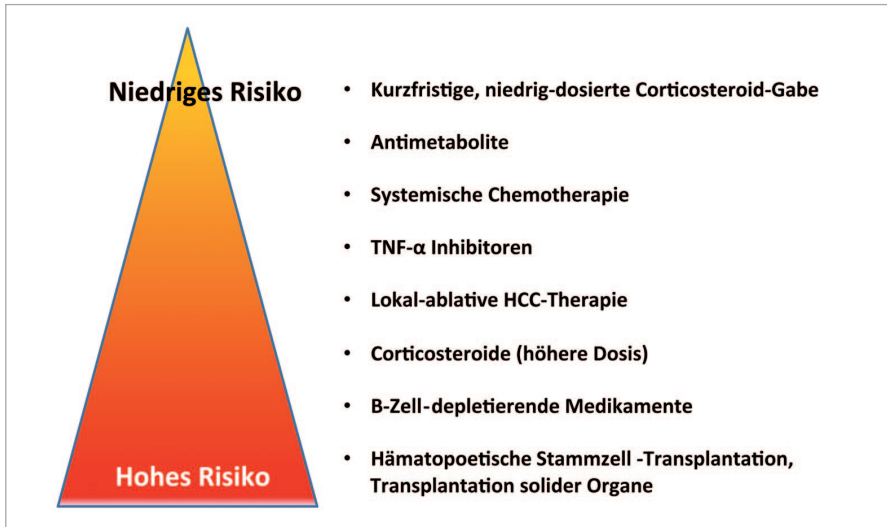 Niedriges Risiko
• Kurzfristige, niedrig-dosierte Corticosteroid-Gabe
• Antimetabolite
• Systemische Chemotherapie
• TNF-α Inhibitoren
• Lokal-ablative HCC-Therapie
• Corticosteroide (höhere Dosis)
• B-Zell-depletierende Medikamente
• Hämatopoetische Stammzell -Transplantation,
Transplantation solider Organe
Hohes Risiko